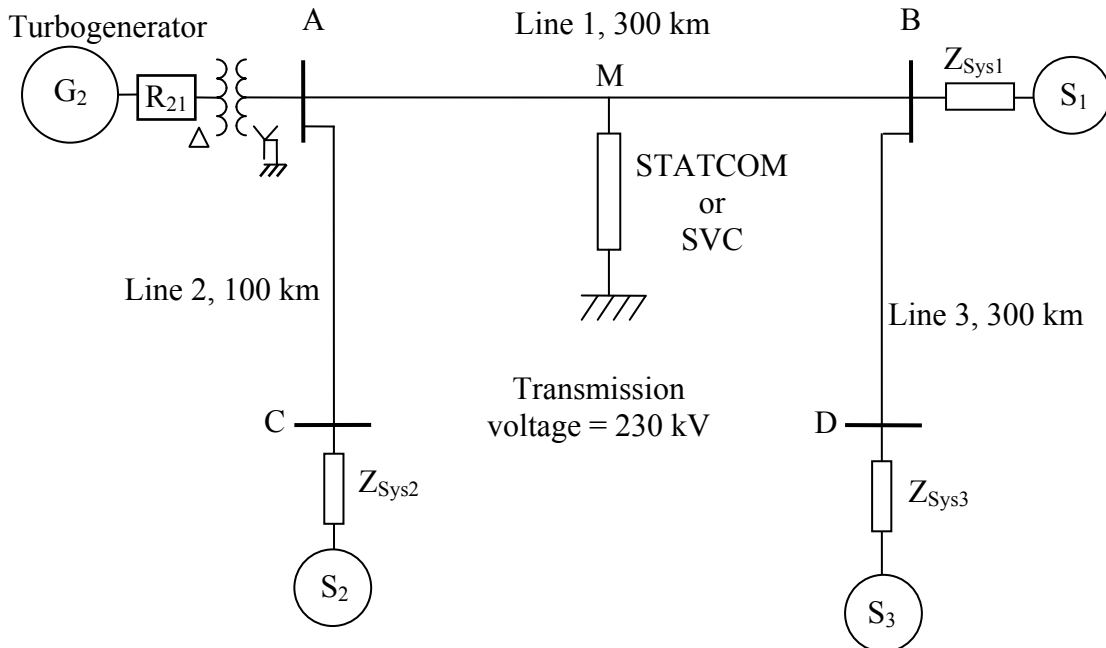 Turbogenerator
A
Line 1, 300 km
B
G2
R21
M
ZSys1
S1
STATCOM
or
SVC
Line 2, 100 km
Line 3, 300 km
Transmission
voltage = 230 kV
C
D
ZSys2
ZSys3
S2
S3